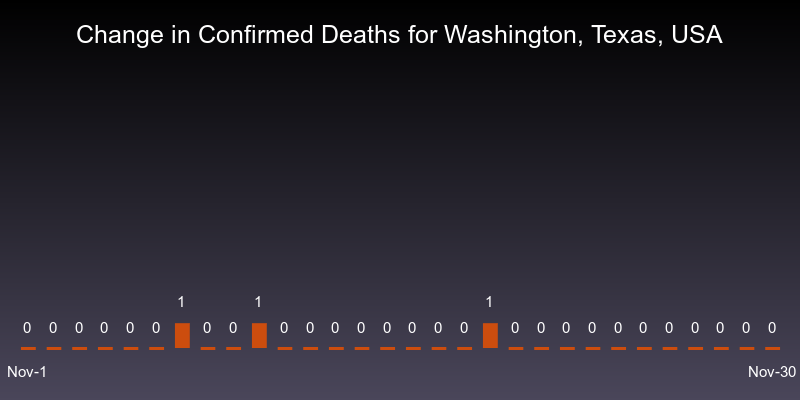 Change in Confirmed Deaths for Washington, Texas, USA
1 1 1
0 0 0 0 0 0 0 0 0 0 0 0 0 0 0 0 0 0 0 0 0 0 0 0 0 0 0
Nov-1 Nov-30